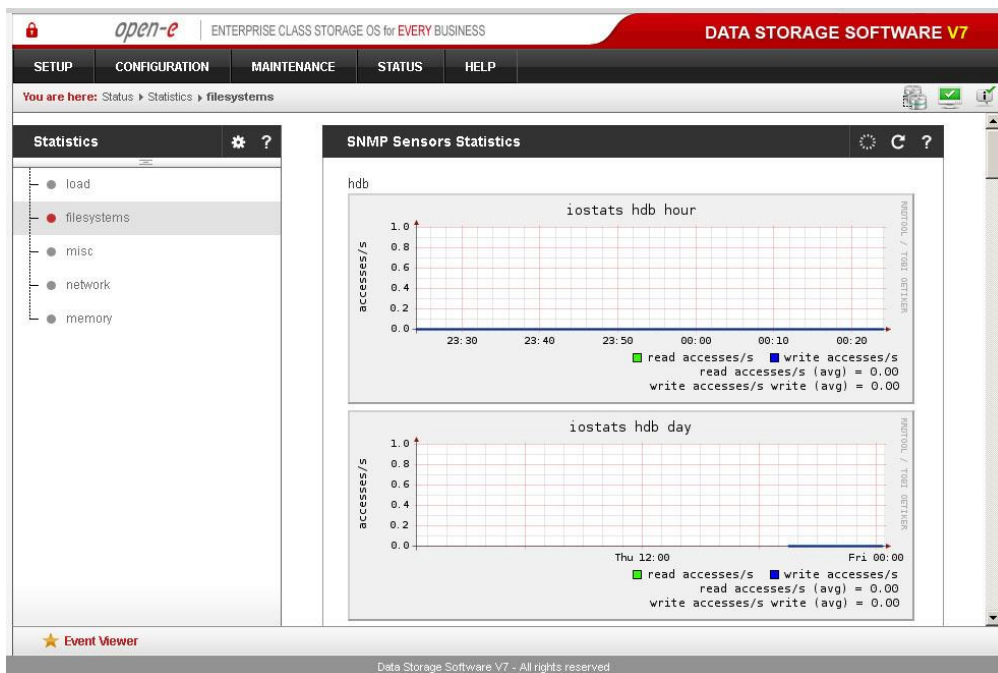 open-e ENTERPRISE CLASS STORAGE OS for EVERY BUSINESS DATA STORAGE SOFTWARE V7
SETUP CONFIGURATION MAINTENANCE STATUS HELP
You are here: Status Statistics filesystems
Statistics ?
load
filesystems
misc
network
memory
SNMP Sensors Statistics ?
hdb
iostats hdb hour
accesses/s
1.0
0.8
0.6
0.4
0.2
0.0
23:30 23:40 23:50 00:00 00:10 00:20
read accesses/s write accesses/s
read accesses/s (avg) = 0.00
write accesses/s write (avg) = 0.00
RRDTOOL / TOBI OETIKER
iostats hdb day
accesses/s
1.0
0.8
0.6
0.4
0.2
0.0
Thu 12:00 Fri 00:00
read accesses/s write accesses/s
read accesses/s (avg) = 0.00
write accesses/s write (avg) = 0.00
RRDTOOL / TOBI OETIKER
Event Viewer
Data Storage Software V7 - All rights reserved